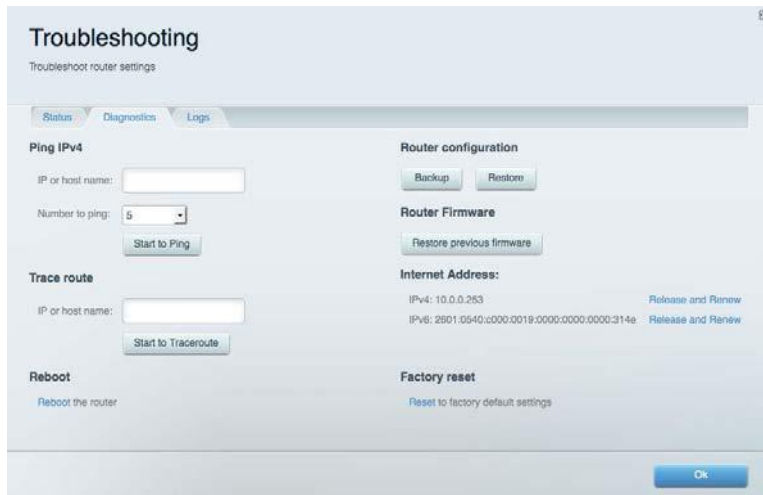 Troubleshooting
Troubleshoot router settings
Status
Diagnostics
Logs
Ping IPv4
IP or host name:
Number to ping: 5
Start to Ping
Trace route
IP or host name:
Start to Traceroute
Reboot
Reboot the router
Router configuration
Backup
Restore
Router Firmware
Restore previous firmware
Internet Address:
IPv4: 10.0.0.253 Release and Renew
IPv6: 2601:0540:c000:0019:0000:0000:0000:314e Release and Renew
Factory reset
Reset to factory default settings
Ok